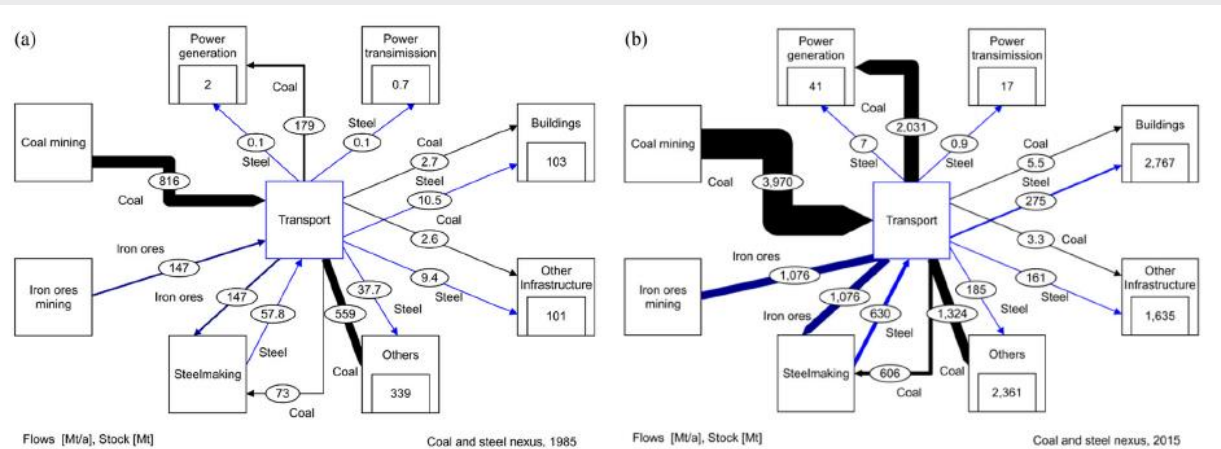 (a)
Power
generation
2
Power
transimission
0.7
Coal
179
0.1
Steel
Steel
0.1
Coal mining
816
Coal
Coal
2.7
Steel
10.5
Buildings
103
Transport
Coal
2.6
9.4
Steel
Other
Infrastructure
101
Iron ores
147
Iron ores
mining
Iron ores
147
57.8
Steel
Steelmaking
73
Coal
559
Coal
37.7
Steel
Others
339
Flows [Mt/a], Stock [Mt]
Coal and steel nexus, 1985
(b)
Power
generation
41
Power
transimission
17
Coal
2.031
7
Steel
0.9
Steel
Coal mining
Coal
3,970
Coal
5.5
Steel
275
Buildings
2,767
Transport
3.3
Coal
161
Steel
Other
Infrastructure
1,635
Iron ores
1,076
Iron ores
mining
Iron ores
1,076
630
Steel
Steelmaking
606
Coal
1,324
Coal
185
Steel
Others
2,361
Flows [Mt/a], Stock [Mt]
Coal and steel nexus, 2015